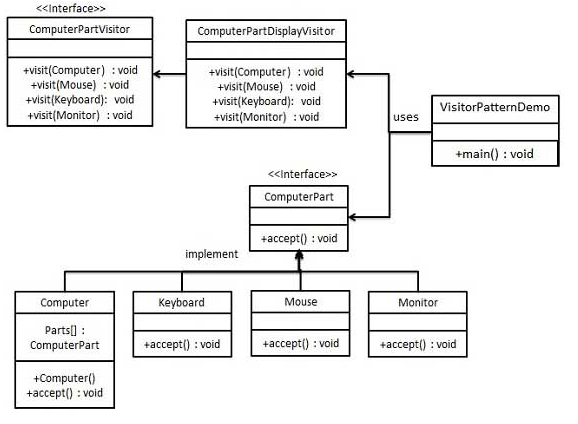 <<Interface>>
ComputerPartVisitor
+visit(Computer) : void
+visit(Mouse) : void
+visit(Keyboard): void
+visit(Monitor) : void
ComputerPartDisplayVisitor
+visit(Computer) : void
+visit(Mouse) : void
+visit(Keyboard): void
+visit(Monitor) : void
uses
VisitorPatternDemo
+main() : void
<<Interface>>
ComputerPart
+accept() : void
implement
Computer
Parts[] :
ComputerPart
+Computer()
+accept() : void
Keyboard
+accept() : void
Mouse
+accept() : void
Monitor
+accept() : void